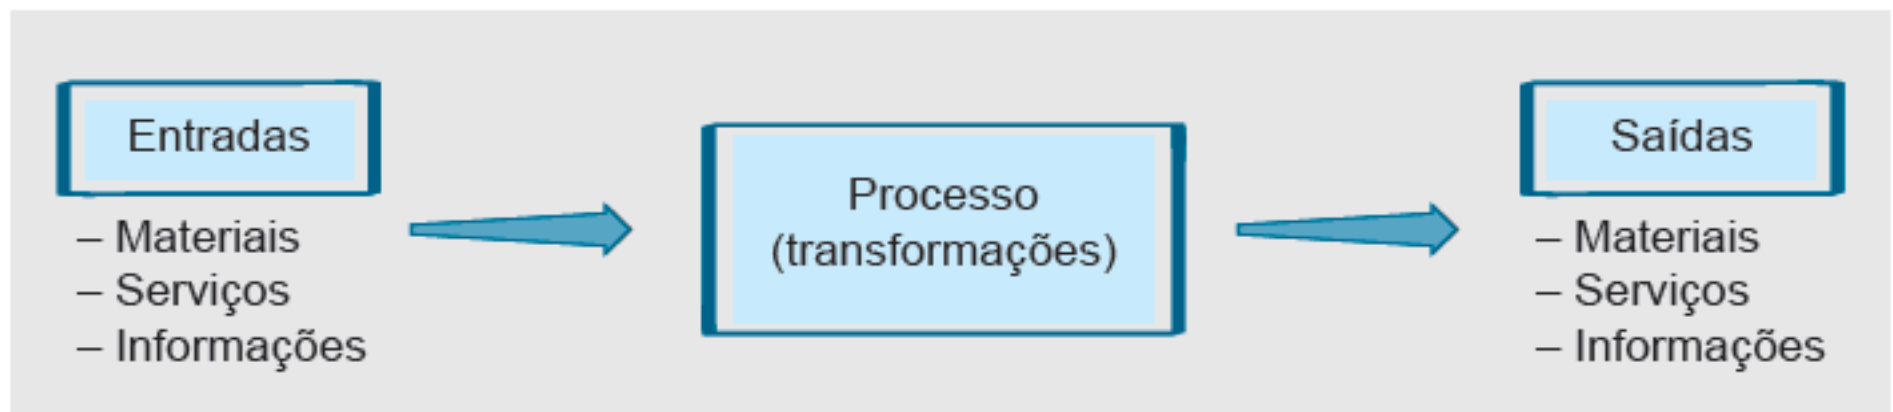 Entradas
– Materiais
– Serviços
– Informações
Processo
(transformações)
Saídas
– Materiais
– Serviços
– Informações